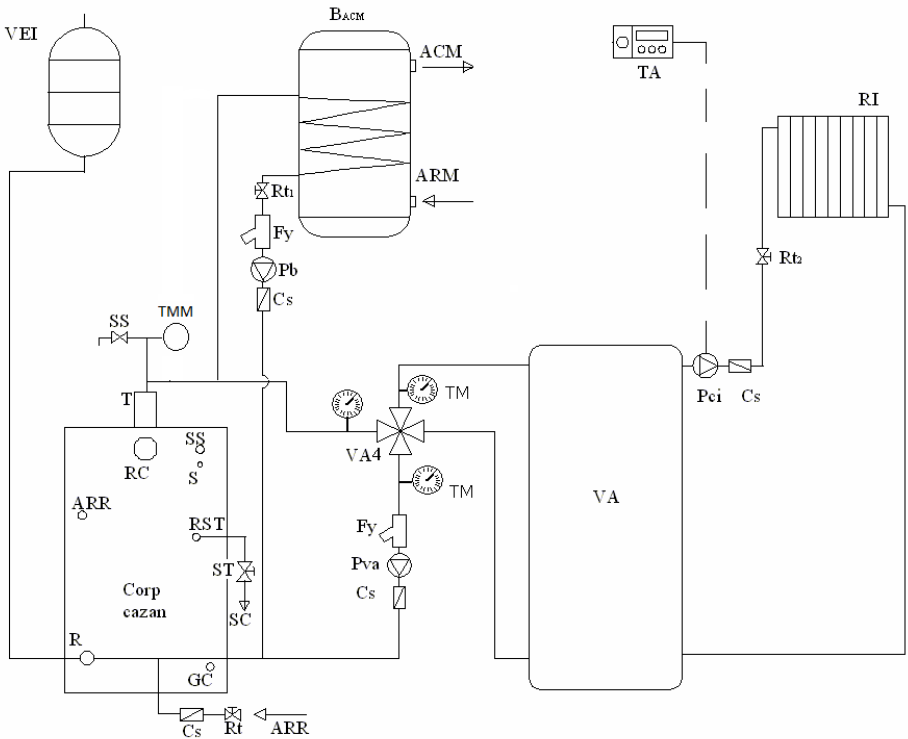 VEI
BACM
ACM
TA
RI
ARM
Rt1
Fy
Pb
Cs
Rt2
SS
TMM
T
TM
Pci
Cs
VA4
RC
SS
S
TM
VA
ARR
RST
Fy
ST
Pva
Corp
cazan
Cs
SC
R
GC
Cs
Rt
ARR